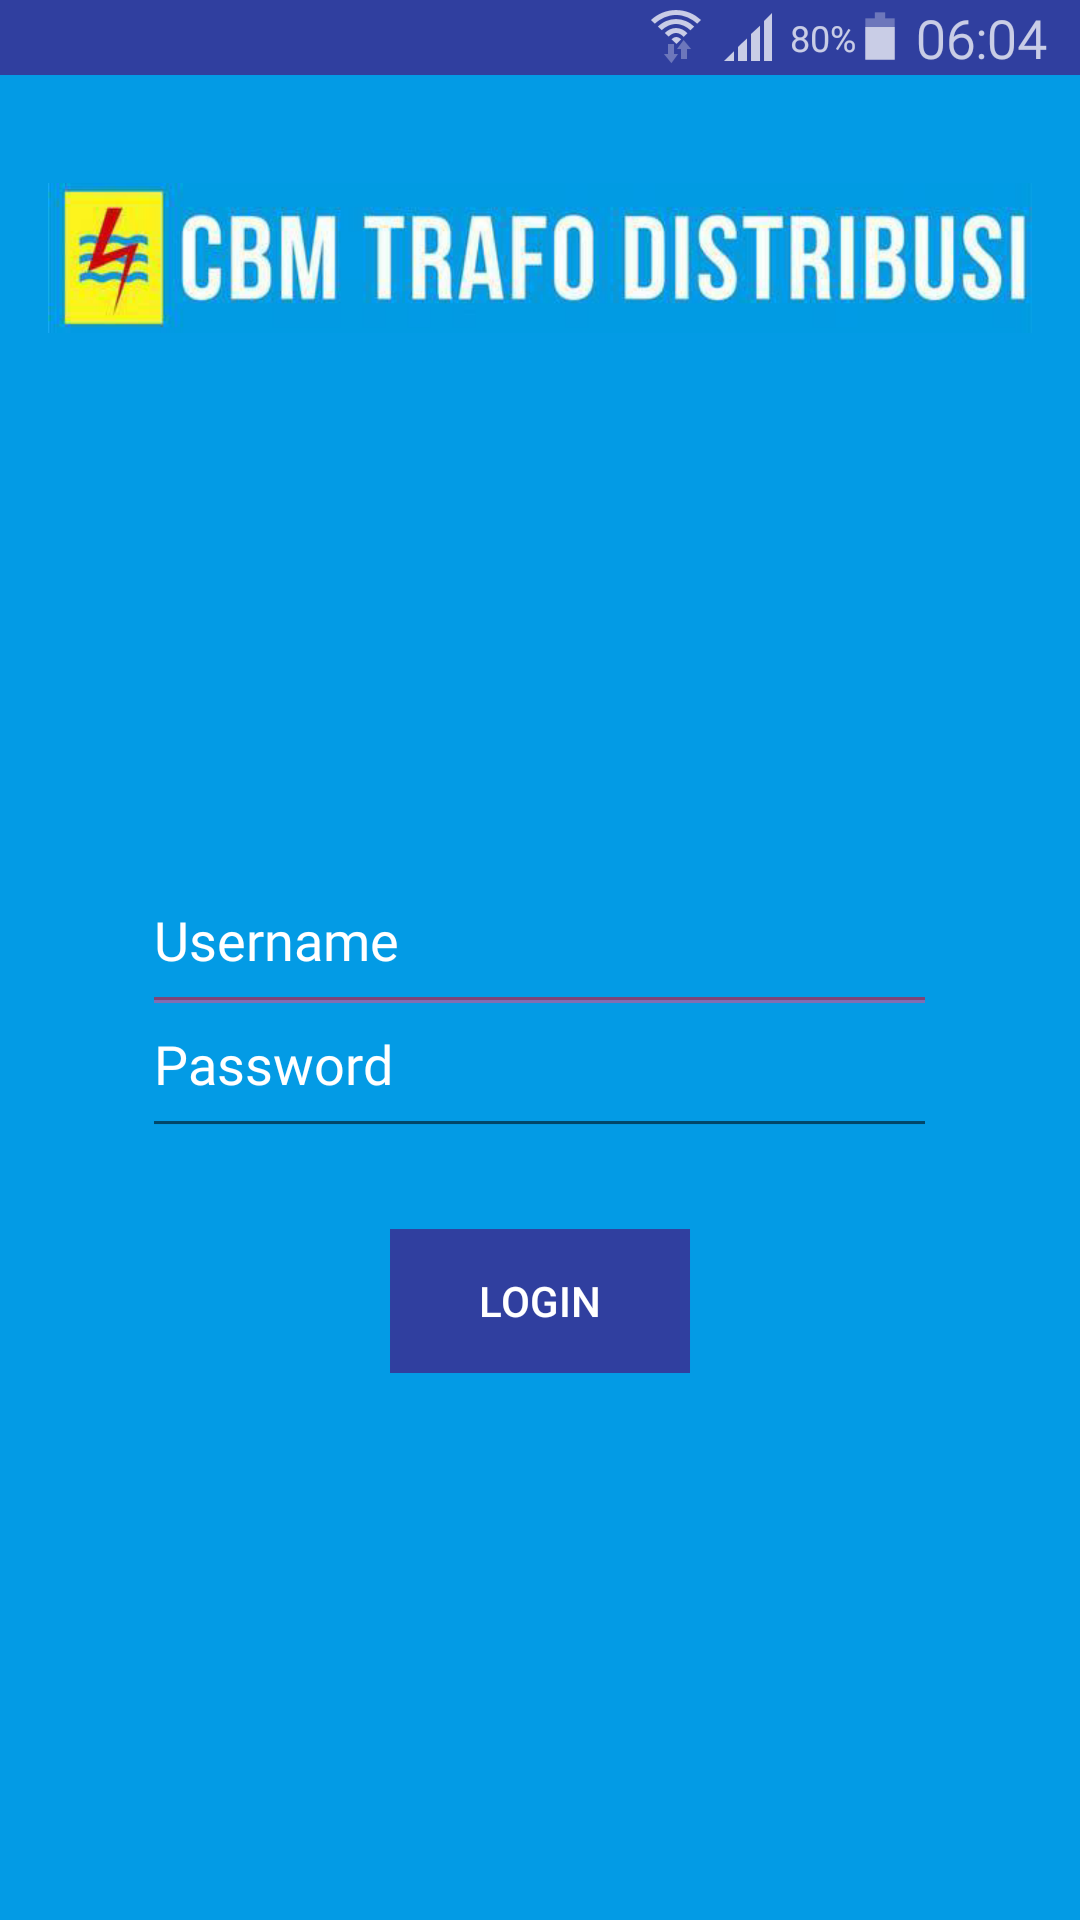 80% 06:04
CBM TRAFO DISTRIBUSI
Username
Password
LOGIN